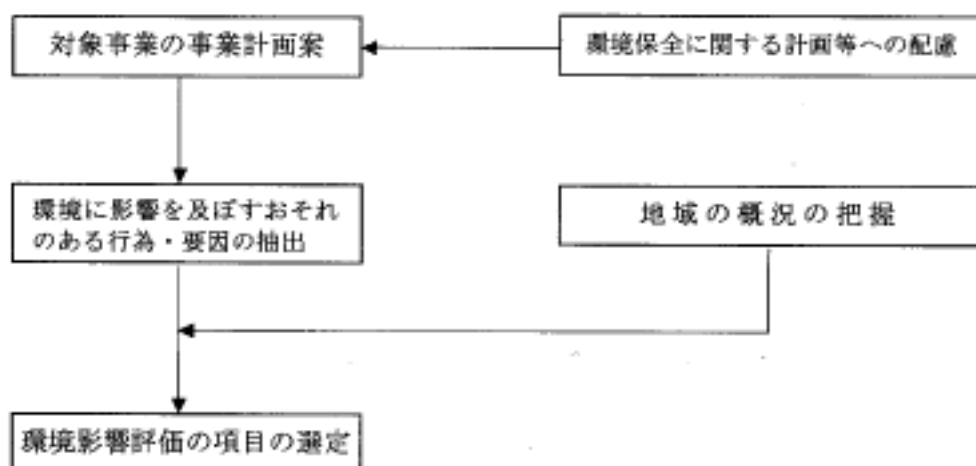 対象事業の事業計画案
環境保全に関する計画等への配慮
環境に影響を及ぼすおそれ
のある行為・要因の抽出
地域の概況の把握
環境影響評価の項目の選定